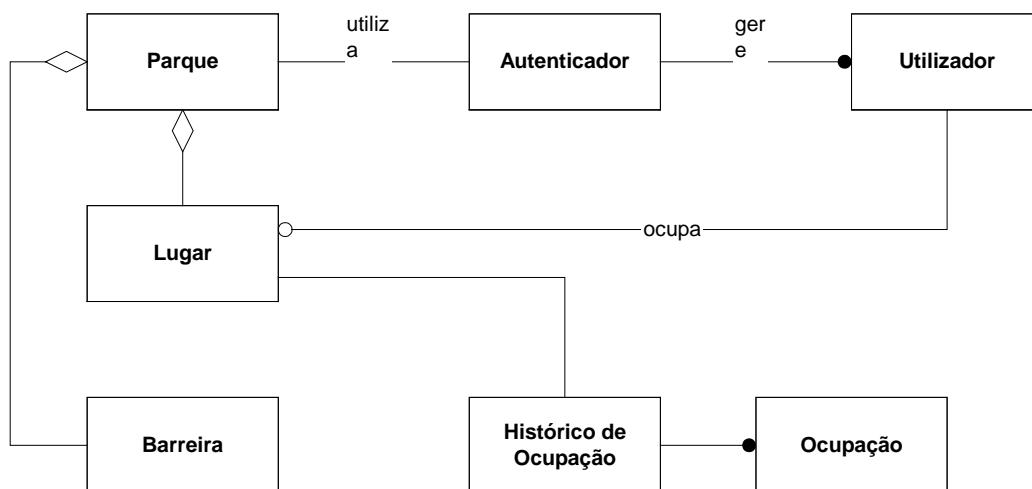 utiliz
a
ger
e
Parque
Autenticador
Utilizador
ocupa
Lugar
Barreira
Histórico de
Ocupação
Ocupação